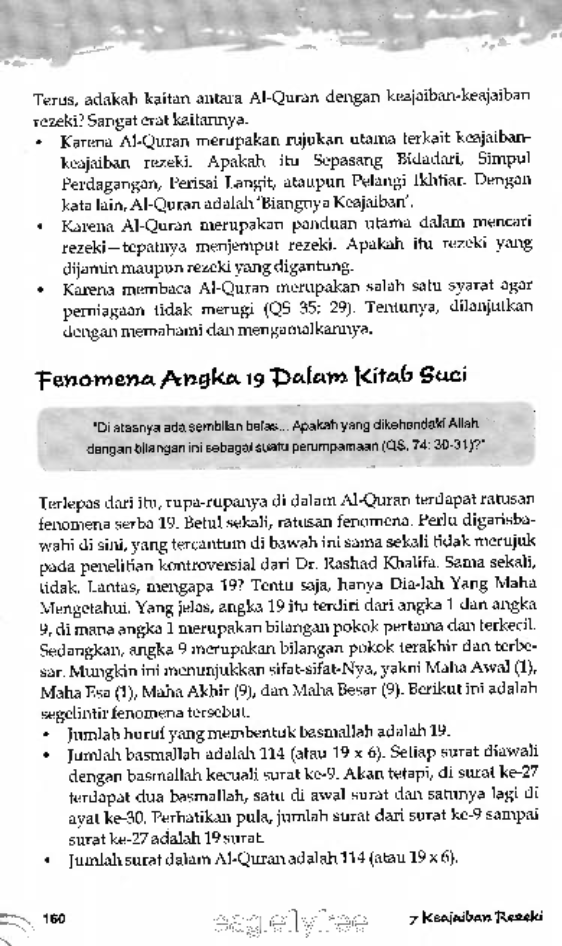 Terus, adakah kaitan antara Al-Quran dengan keajaiban-keajaiban
rezeki? Sangat erat kaitannya.
• Karena Al-Quran merupakan rujukan utama terkait keajaiban-
keajaiban rezeki. Apakah itu Sepasang Bidadari, Simpul
Perdagangan, Perisai Langit, ataupun Pelangi Ikhtiar. Dengan
kata lain, Al-Quran adalah 'Biangnya Keajaiban'.
• Karena Al-Quran merupakan panduan utama dalam mencari
rezeki—tepatnya menjemput rezeki. Apakah itu rezeki yang
dijamin maupun rezeki yang digantung.
• Karena membaca Al-Quran merupakan salah satu syarat agar
perniagaan tidak merugi (QS 35: 29). Tentunya, dilanjutkan
dengan memahami dan mengamalkannya.
Fenomena Angka 19 Dalam Kitab Suci
"Di atasnya ada sembilan belas... Apakah yang dikehendaki Allah
dengan bilangan ini sebagai suatu perumpamaan (QS. 74: 30-31)?"
Terlepas dari itu, rupa-rupanya di dalam Al-Quran terdapat ratusan
fenomena serba 19. Betul sekali, ratusan fenomena. Perlu digarisba-
wahi di sini, yang tercantum di bawah ini sama sekali tidak merujuk
pada penelitian kontroversial dari Dr. Rashad Khalifa. Sama sekali,
tidak. Lantas, mengapa 19? Tentu saja, hanya Dia-lah Yang Maha
Mengetahui. Yang jelas, angka 19 itu terdiri dari angka 1 dan angka
9, di mana angka 1 merupakan bilangan pokok pertama dan terkecil.
Sedangkan, angka 9 merupakan bilangan pokok terakhir dan terbe-
sar. Mungkin ini menunjukkan sifat-sifat-Nya, yakni Maha Awal (1),
Maha Esa (1), Maha Akhir (9), dan Maha Besar (9). Berikut ini adalah
segelintir fenomena tersebut.
• Jumlah huruf yang membentuk basmallah adalah 19.
• Jumlah basmallah adalah 114 (atau 19 x 6). Setiap surat diawali
dengan basmallah kecuali surat ke-9. Akan tetapi, di surat ke-27
terdapat dua basmallah, satu di awal surat dan satunya lagi di
ayat ke-30. Perhatikan pula, jumlah surat dari surat ke-9 sampai
surat ke-27 adalah 19 surat.
• Jumlah surat dalam Al-Quran adalah 114 (atau 19 x 6).
160
eaglelyfree
7 Keajaiban Rezeki